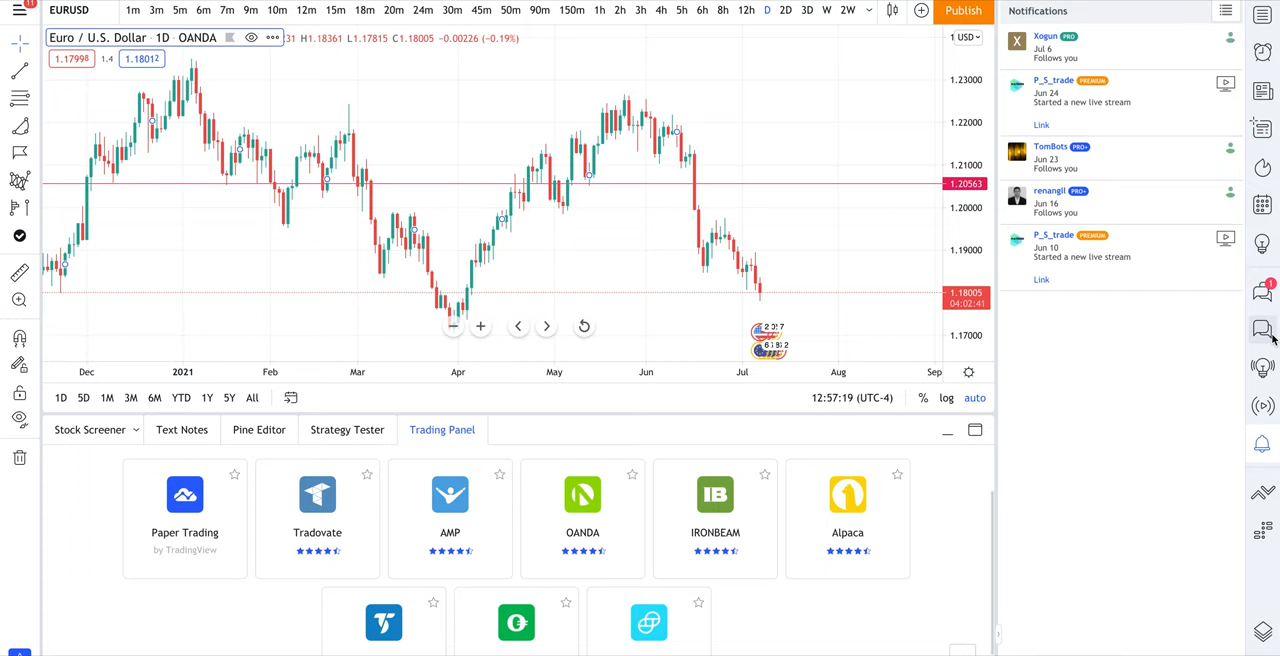 11
EURUSD
1m 3m 5m 6m 7m 9m 10m 12m 15m 18m 20m 24m 30m 45m 50m 90m 150m 1h 2h 3h 4h 5h 6h 8h 12h D 2D 3D W 2W
Publish
Euro / U.S. Dollar · 1D · OANDA
31 H1.18361 L1.17815 C1.18005 −0.00226 (−0.19%)
1.17998 1.4 1.18012
USD
1.23000
1.22000
1.21000
1.20563
1.20000
1.19000
1.18005
04:02:41
1.17000
Dec 2021 Feb Mar Apr May Jun Jul Aug Sep
1D 5D 1M 3M 6M YTD 1Y 5Y All
12:57:19 (UTC-4) % log auto
Stock Screener Text Notes Pine Editor Strategy Tester Trading Panel
Paper Trading
by TradingView
Tradovate
AMP
OANDA
IB
IRONBEAM
Alpaca
Notifications
X
Xogun PRO
Jul 6
Follows you
P_S_trade PREMIUM
Jun 24
Started a new live stream
Link
TomBots PRO+
Jun 23
Follows you
renangil PRO+
Jun 16
Follows you
P_S_trade PREMIUM
Jun 10
Started a new live stream
Link
1